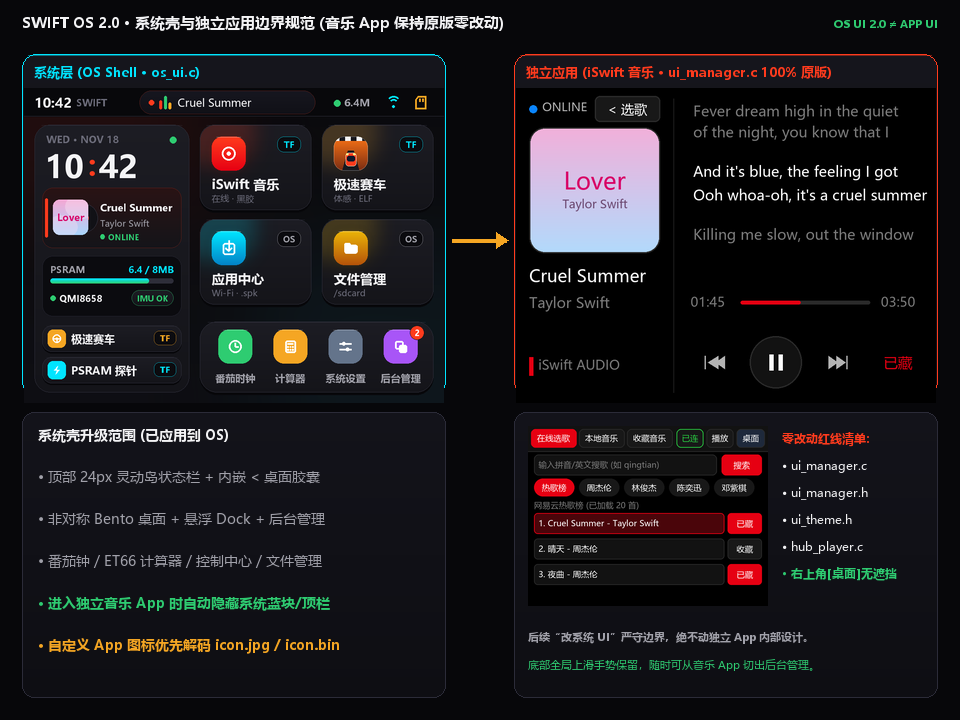 SWIFT OS 2.0 • 系统壳与独立应用边界规范 (音乐 App 保持原版零改动)
OS UI 2.0 ≠ APP UI
系统层 (OS Shell • os_ui.c)
10:42 SWIFT
Cruel Summer
6.4M
WED • NOV 18
10:42
Lover
Cruel Summer
Taylor Swift
ONLINE
PSRAM 6.4 / 8MB
QMI8658 IMU OK
极速赛车 TF
PSRAM 探针 TF
TF
iSwift 音乐
在线 · 黑胶
TF
极速赛车
体感 · ELF
OS
应用中心
Wi-Fi · .spk
OS
文件管理
/sdcard
2
番茄时钟 计算器 系统设置 后台管理
独立应用 (iSwift 音乐 • ui_manager.c 100% 原版)
ONLINE < 选歌
Lover
Taylor Swift
Cruel Summer
Taylor Swift
iSwift AUDIO
Fever dream high in the quiet
of the night, you know that I
And it's blue, the feeling I got
Ooh whoa-oh, it's a cruel summer
Killing me slow, out the window
01:45 03:50
已藏
系统壳升级范围 (已应用到 OS)
• 顶部 24px 灵动岛状态栏 + 内嵌 < 桌面胶囊
• 非对称 Bento 桌面 + 悬浮 Dock + 后台管理
• 番茄钟 / ET66 计算器 / 控制中心 / 文件管理
• 进入独立音乐 App 时自动隐藏系统蓝块/顶栏
• 自定义 App 图标优先解码 icon.jpg / icon.bin
在线选歌 本地音乐 收藏音乐 已连 播放 桌面
输入拼音/英文搜歌 (如 qingtian) 搜索
热歌榜 周杰伦 林俊杰 陈奕迅 邓紫棋
网易云热歌榜 (已加载 20 首)
1. Cruel Summer - Taylor Swift 已藏
2. 晴天 - 周杰伦 收藏
3. 夜曲 - 周杰伦 已藏
零改动红线清单:
• ui_manager.c
• ui_manager.h
• ui_theme.h
• hub_player.c
• 右上角[桌面]无遮挡
后续“改系统 UI”严守边界，绝不动独立 App 内部设计。
底部全局上滑手势保留，随时可从音乐 App 切出后台管理。